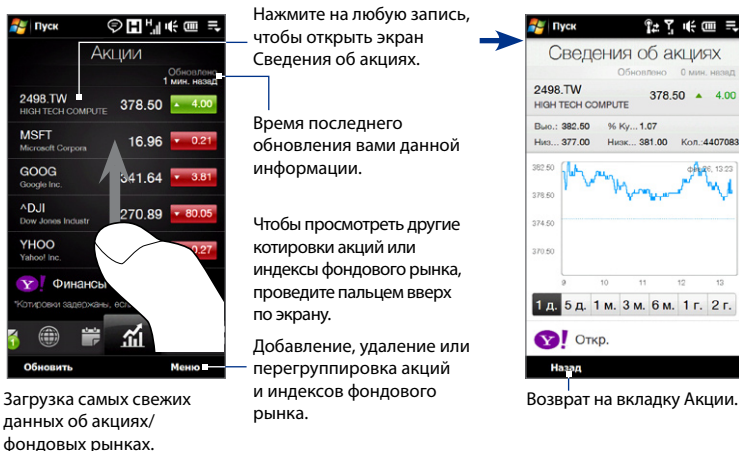 Пуск
Акции
Обновлено
1 мин. назад
2498.TW
HIGH TECH COMPUTE
378.50
4.00
MSFT
Microsoft Corpora
16.96
0.21
GOOG
Google Inc.
341.64
3.81
^DJI
Dow Jones Industr
270.89
80.05
YHOO
Yahoo! Inc.
0.27
Y! Финансы
*Котировки задержаны,
Обновить
Меню
Загрузка самых свежих
данных об акциях/
фондовых рынках.
Нажмите на любую запись,
чтобы открыть экран
Сведения об акциях.
Время последнего
обновления вами данной
информации.
Чтобы просмотреть другие
котировки акций или
индексы фондового рынка,
проведите пальцем вверх
по экрану.
Добавление, удаление или
перегруппировка акций
и индексов фондового
рынка.
Пуск
Сведения об акциях
Обновлено 0 мин. назад
2498.TW
HIGH TECH COMPUTE
378.50
4.00
Выс.: 382.50 % Ку... 1.07
Низ... 377.00 Низк... 381.00 Кол.:4407083
382.50
378.50
374.50
370.50
26, 13:23
9 10 11 12 13
1 д. 5 д. 1 м. 3 м. 6 м. 1 г. 2 г.
Y! Откр.
Назад
Возврат на вкладку Акции.